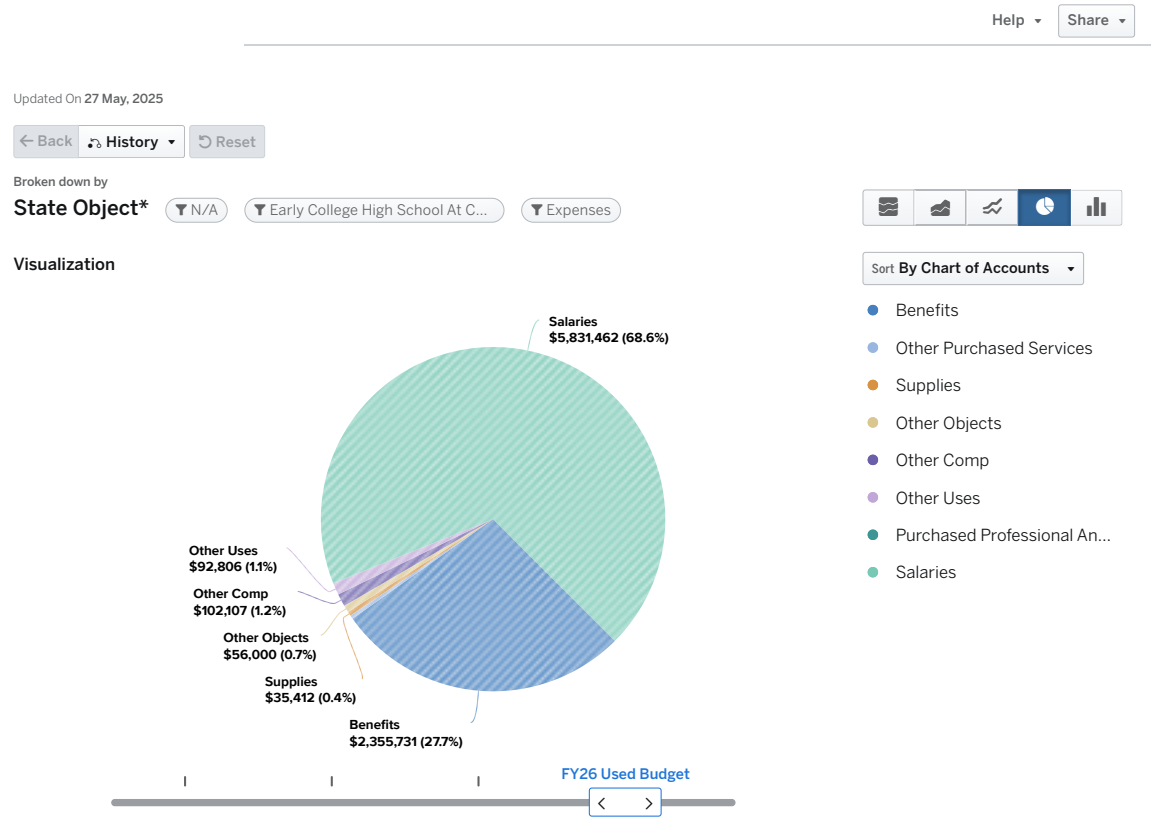 Help
Share
Updated On 27 May, 2025
Back
History
Reset
Broken down by
State Object*
N/A
Early College High School At C...
Expenses
Visualization
Sort By Chart of Accounts
Benefits
Other Purchased Services
Supplies
Other Objects
Other Comp
Other Uses
Purchased Professional An...
Salaries
Salaries
$5,831,462 (68.6%)
Other Uses
$92,806 (1.1%)
Other Comp
$102,107 (1.2%)
Other Objects
$56,000 (0.7%)
Supplies
$35,412 (0.4%)
Benefits
$2,355,731 (27.7%)
FY26 Used Budget